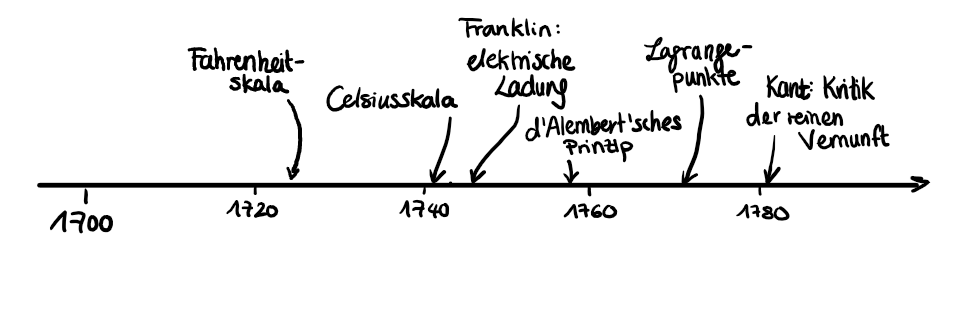 Fahrenheit-
skala
Celsiusskala
Franklin:
elektrische
Ladung
d'Alembert'sches
Prinzip
Lagrange-
punkte
Kant: Kritik
der reinen
Vernunft
1700
1720
1740
1760
1780